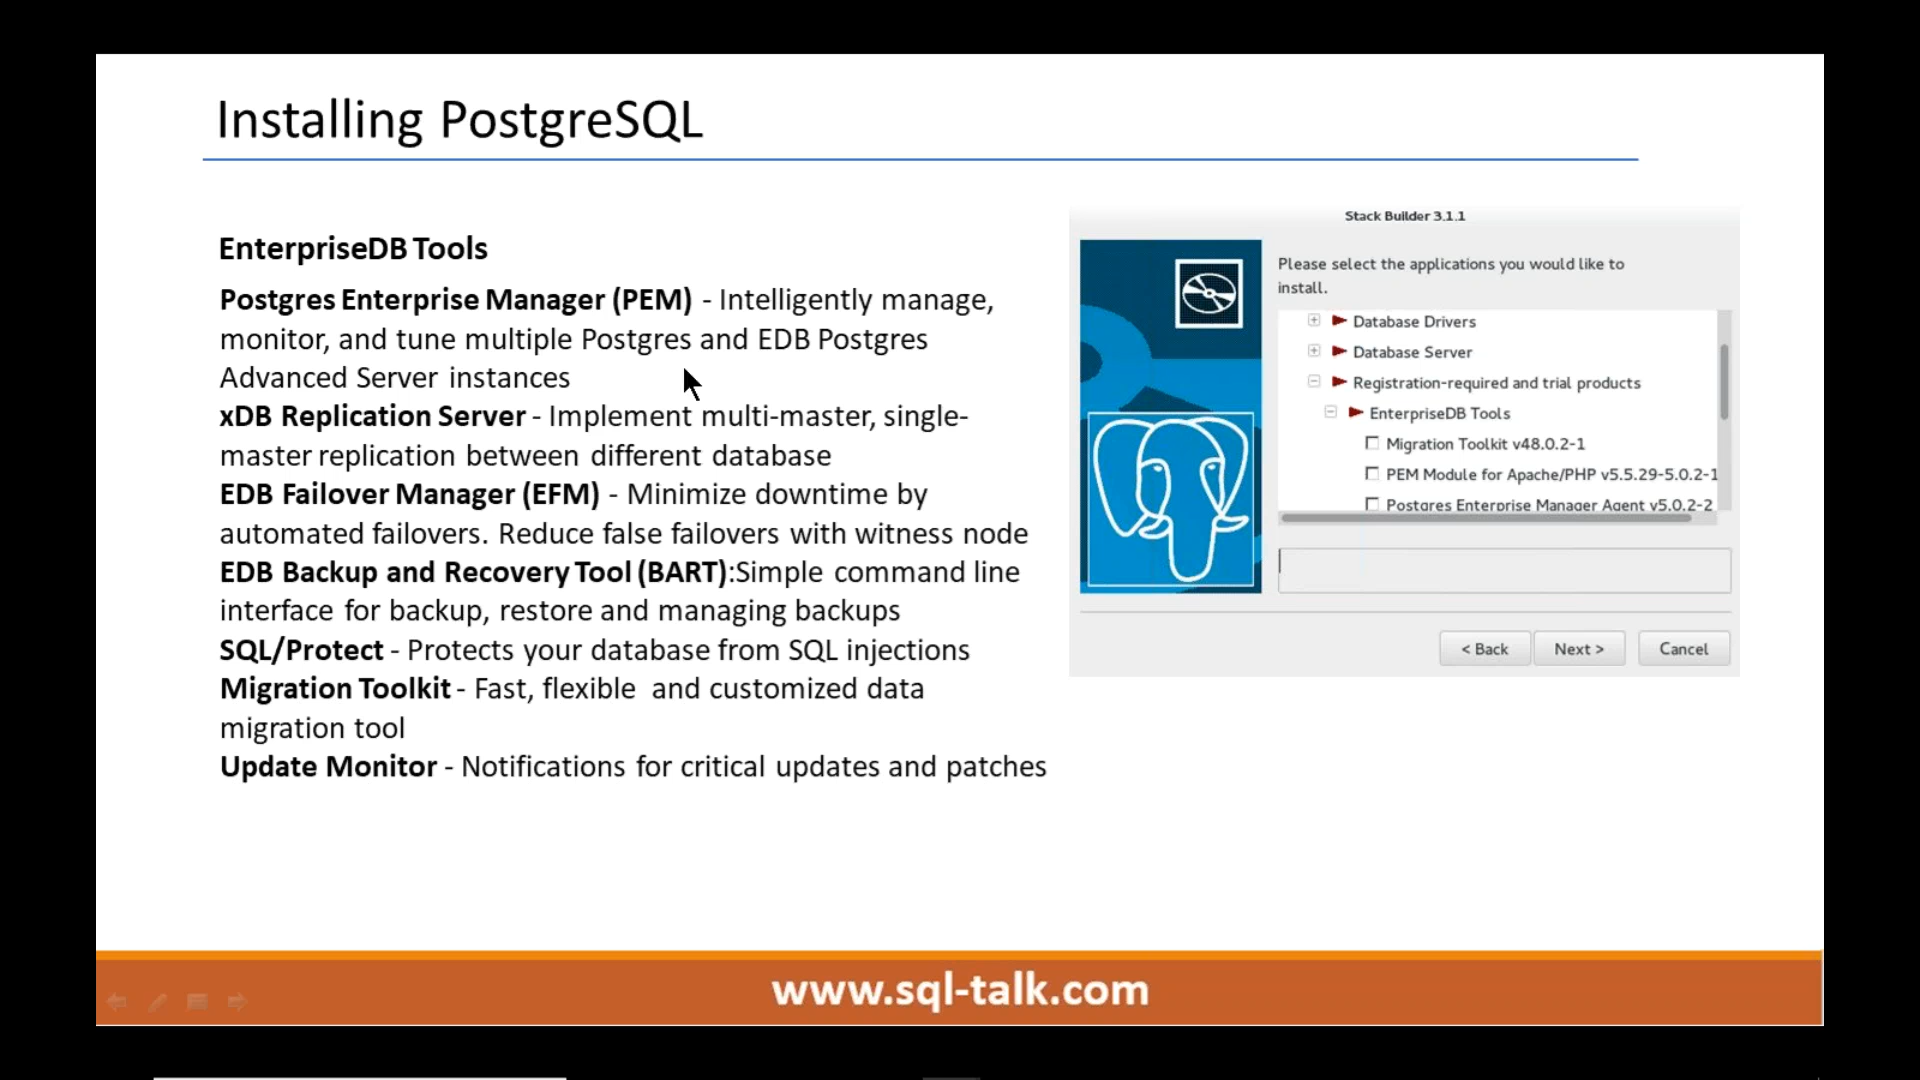 Installing PostgreSQL
EnterpriseDB Tools
Postgres Enterprise Manager (PEM) - Intelligently manage,
monitor, and tune multiple Postgres and EDB Postgres
Advanced Server instances
xDB Replication Server - Implement multi-master, single-
master replication between different database
EDB Failover Manager (EFM) - Minimize downtime by
automated failovers. Reduce false failovers with witness node
EDB Backup and Recovery Tool (BART):Simple command line
interface for backup, restore and managing backups
SQL/Protect - Protects your database from SQL injections
Migration Toolkit - Fast, flexible and customized data
migration tool
Update Monitor - Notifications for critical updates and patches
Stack Builder 3.1.1
Please select the applications you would like to
install.
Database Drivers
Database Server
Registration-required and trial products
EnterpriseDB Tools
Migration Toolkit v48.0.2-1
PEM Module for Apache/PHP v5.5.29-5.0.2-1
Postgres Enterprise Manager Agent v5.0.2-2
< Back
Next >
Cancel
www.sql-talk.com